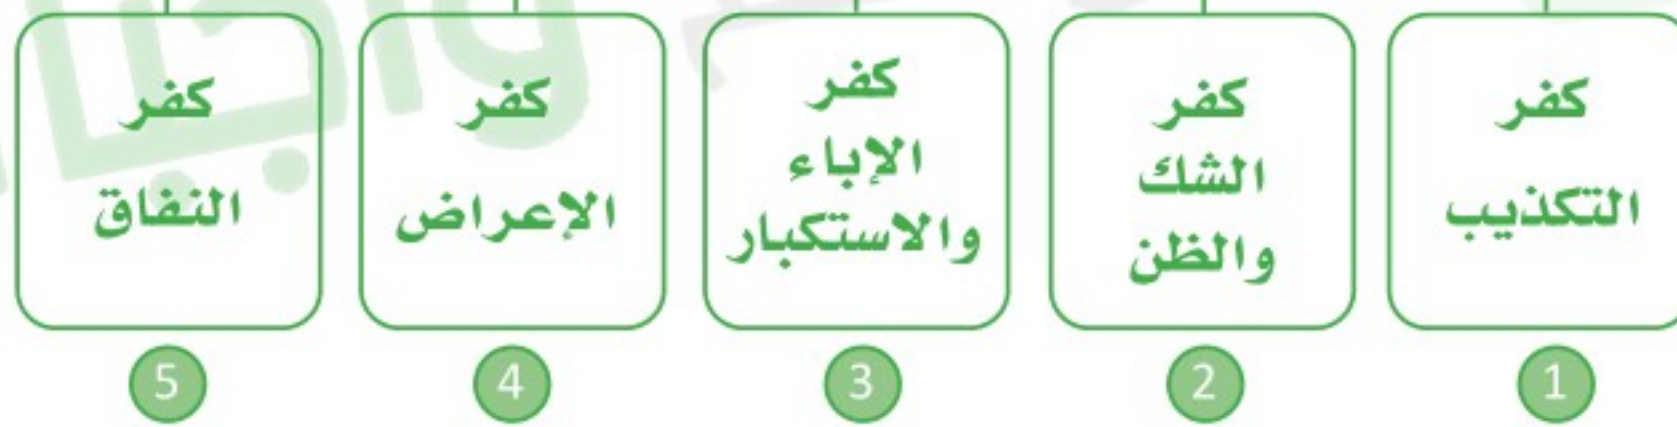 كفر
التكذيب
1
كفر
الشك
والظن
2
كفر
الإباء
والاستكبار
3
كفر
الإعراض
4
كفر
النفاق
5